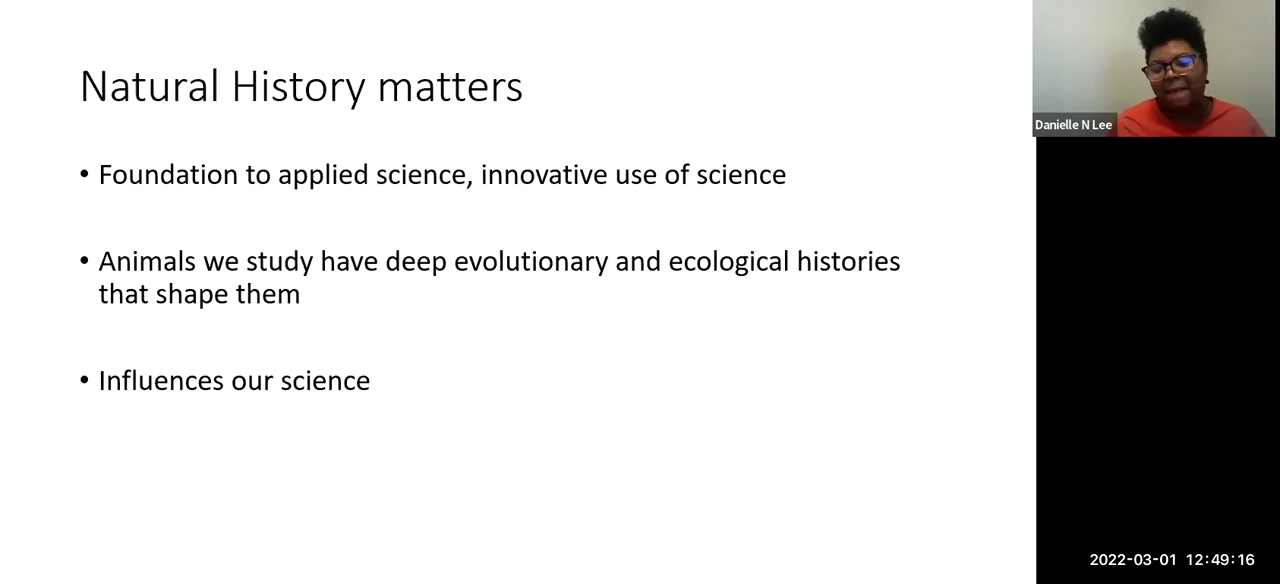 Natural History matters
• Foundation to applied science, innovative use of science
• Animals we study have deep evolutionary and ecological histories
that shape them
• Influences our science
Danielle N Lee
2022-03-01 12:49:16